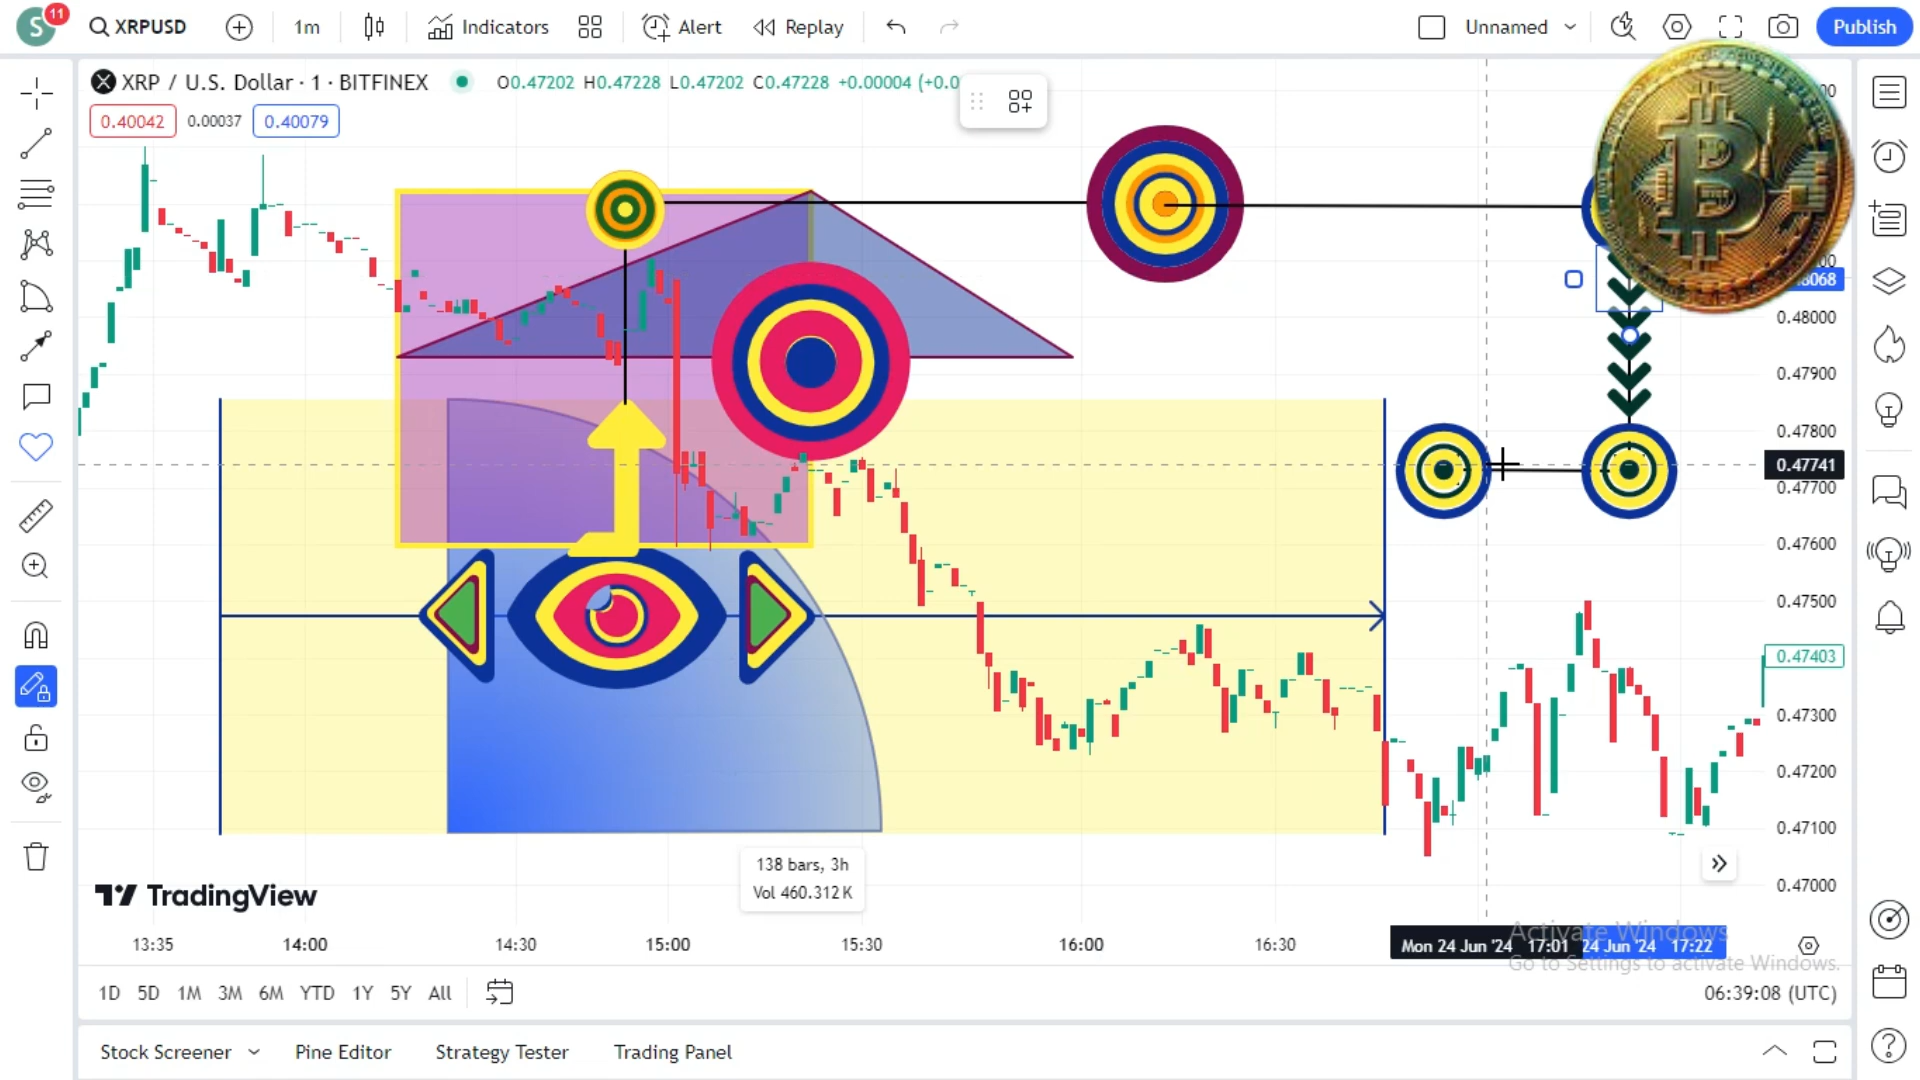 S 11 XRPUSD 1m Indicators Alert Replay Unnamed Publish
XRP / U.S. Dollar · 1 · BITFINEX O0.47202 H0.47228 L0.47202 C0.47228 +0.00004 (+0.0
0.40042 0.00037 0.40079
B
8068
0.48000
0.47900
0.47800
0.47741
0.47700
0.47600
0.47500
0.47403
0.47300
0.47200
0.47100
0.47000
138 bars, 3h
Vol 460.312 K
TradingView
13:35 14:00 14:30 15:00 15:30 16:00 16:30 Mon 24 Jun '24 17:01 24 Jun '24 17:22
Activate Windows
Go to Settings to activate Windows.
1D 5D 1M 3M 6M YTD 1Y 5Y All 06:39:08 (UTC)
Stock Screener Pine Editor Strategy Tester Trading Panel